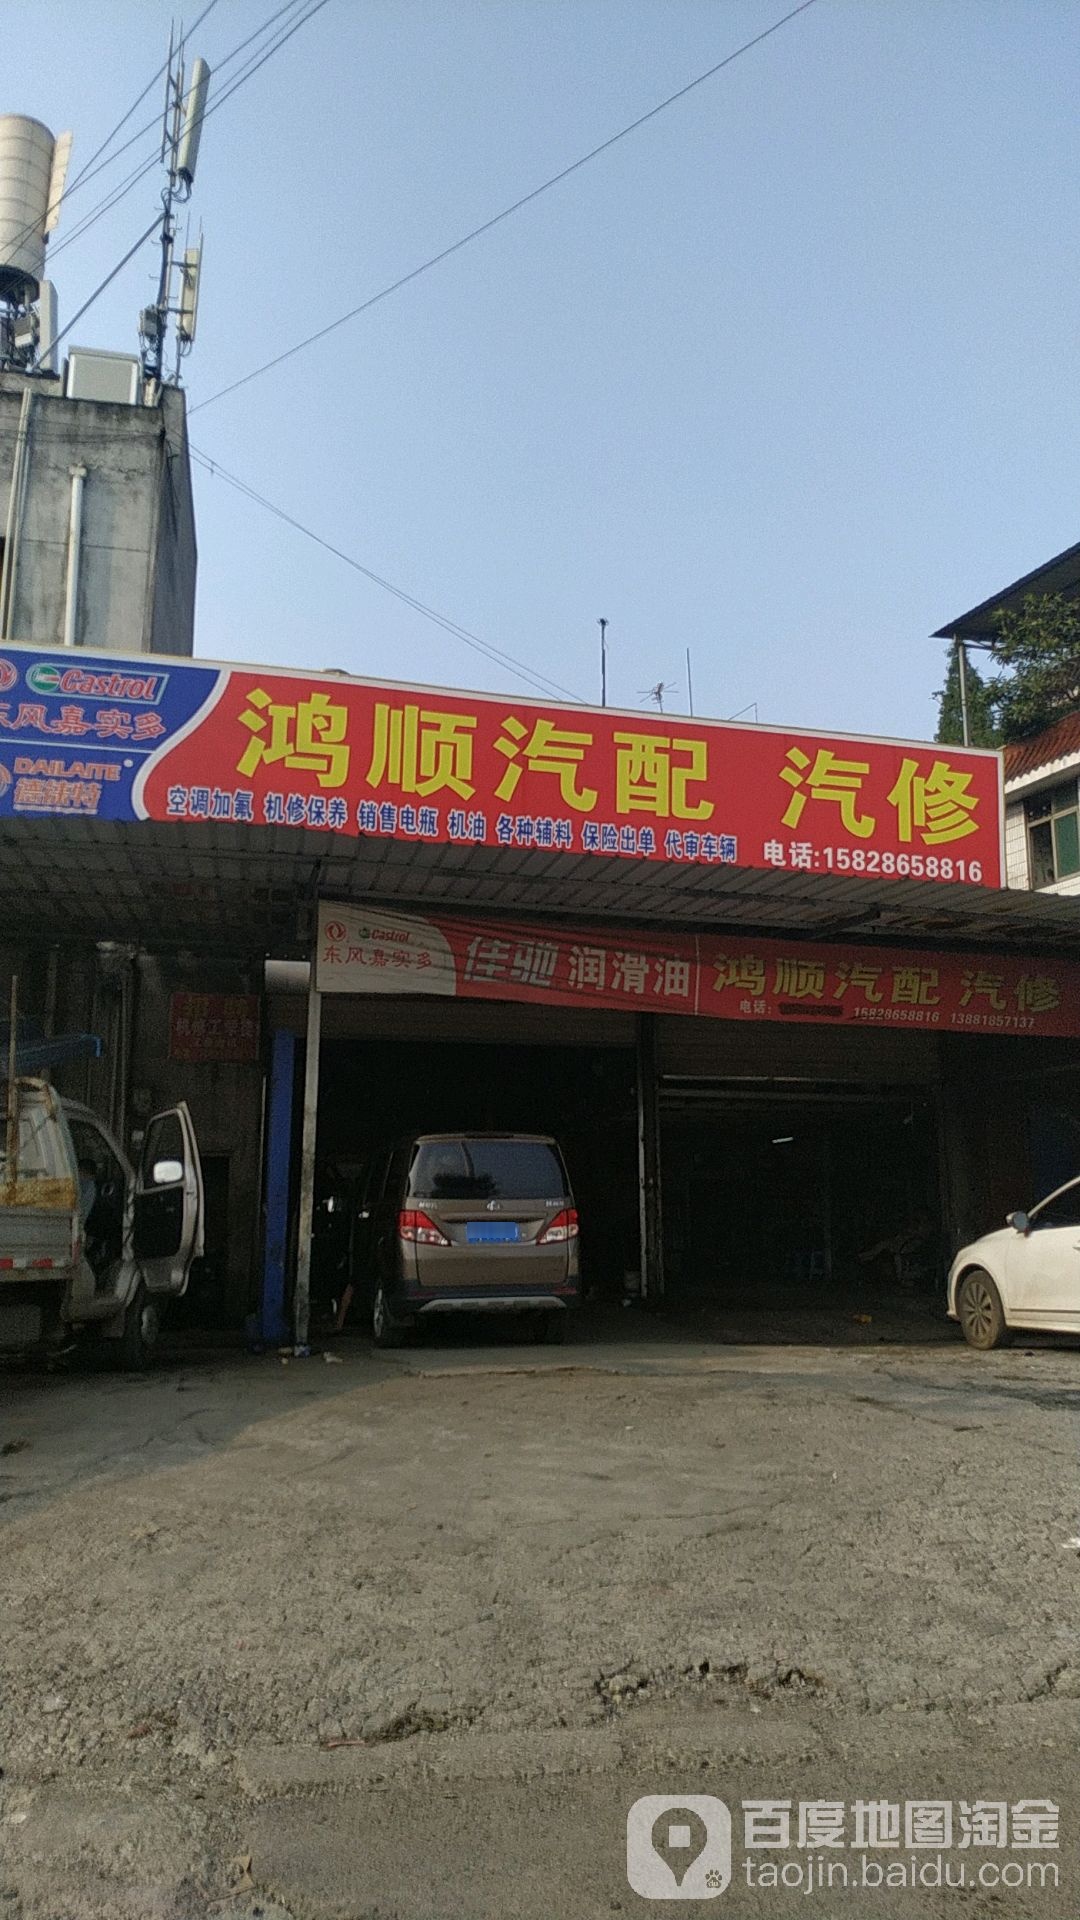 Castrol
东风嘉实多
DAILAITE
德莱特
鸿顺汽配 汽修
空调加氟 机修保养 销售电瓶 机油 各种辅料 保险出单 代审车辆
电话:15828658816
Castrol
东风嘉实多
佳驰润滑油
鸿顺汽配 汽修
电话:
15828658816 13881857137
百度地图淘金
taojin.baidu.com